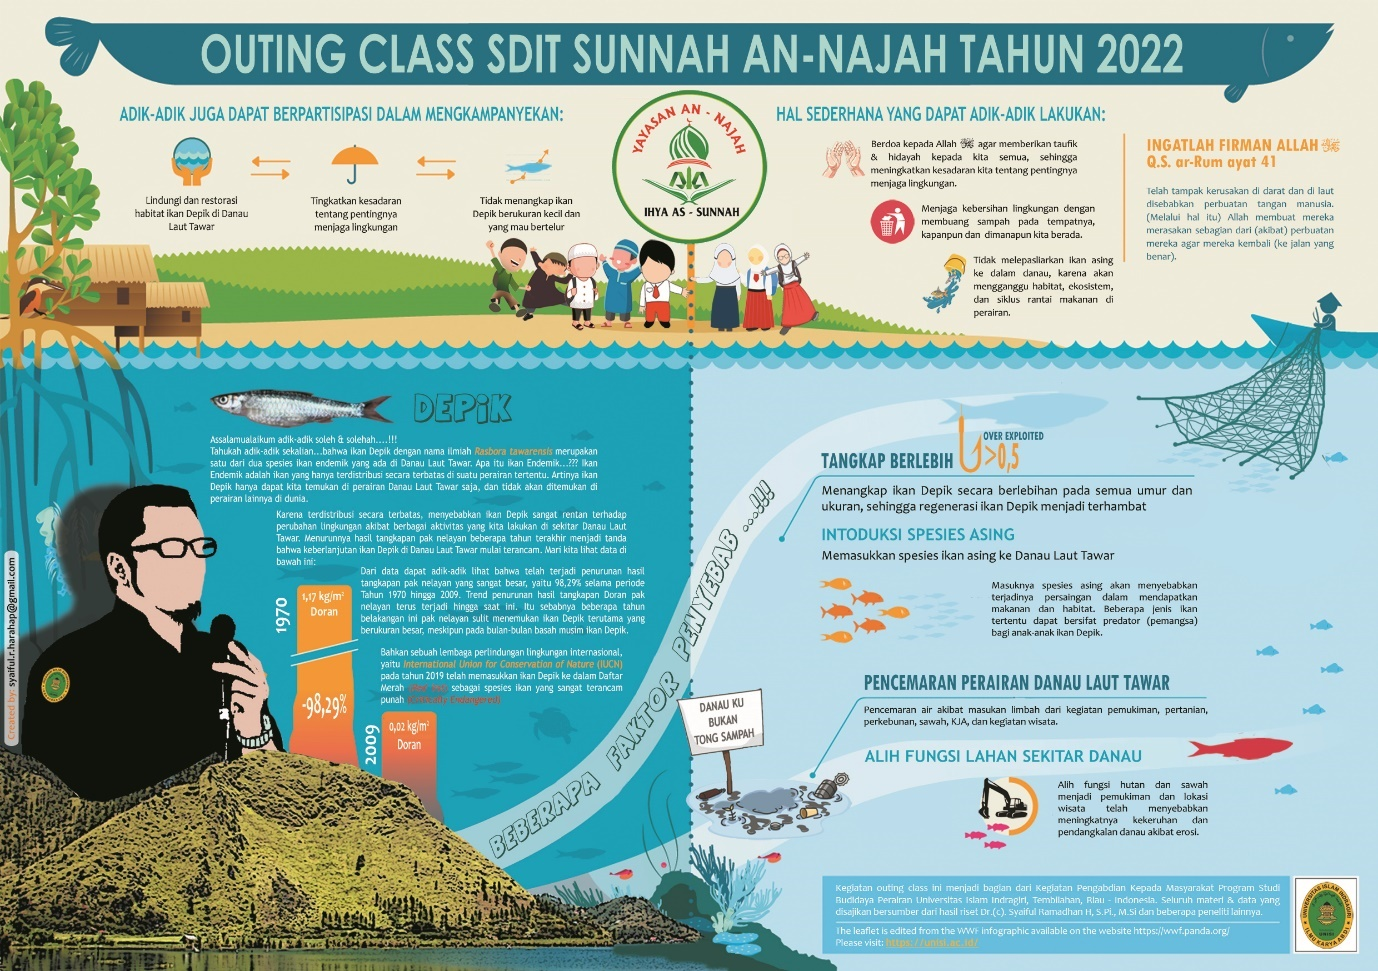 OUTING CLASS SDIT SUNNAH AN-NAJAH TAHUN 2022
ADIK-ADIK JUGA DAPAT BERPARTISIPASI DALAM MENGKAMPANYEKAN:
Lindungi dan restorasi
habitat ikan Depik di Danau
Laut Tawar
Tingkatkan kesadaran
tentang pentingnya
menjaga lingkungan
Tidak menangkap ikan
Depik berukuran kecil dan
yang mau bertelur
YAYASAN AN - NAJAH
IHYA AS - SUNNAH
HAL SEDERHANA YANG DAPAT ADIK-ADIK LAKUKAN:
Berdoa kepada Allah ﷻ agar memberikan taufik
& hidayah kepada kita semua, sehingga
meningkatkan kesadaran kita tentang pentingnya
menjaga lingkungan.
Menjaga kebersihan lingkungan dengan
membuang sampah pada tempatnya,
kapanpun dan dimanapun kita berada.
Tidak melepasliarkan ikan asing
ke dalam danau, karena akan
mengganggu habitat, ekosistem,
dan siklus rantai makanan di
perairan.
INGATLAH FIRMAN ALLAH ﷻ
Q.S. ar-Rum ayat 41
Telah tampak kerusakan di darat dan di laut
disebabkan perbuatan tangan manusia.
(Melalui hal itu) Allah membuat mereka
merasakan sebagian dari (akibat) perbuatan
mereka agar mereka kembali (ke jalan yang
benar).
DEPIK
Assalamualaikum adik-adik soleh & solehah....!!!
Tahukah adik-adik sekalian...bahwa ikan Depik dengan nama ilmiah Rasbora tawarensis merupakan
satu dari dua spesies ikan endemik yang ada di Danau Laut Tawar. Apa itu ikan Endemik...??? Ikan
Endemik adalah ikan yang hanya terdistribusi secara terbatas di suatu perairan tertentu. Artinya ikan
Depik hanya dapat kita temukan di perairan Danau Laut Tawar saja, dan tidak akan ditemukan di
perairan lainnya di dunia.
Karena terdistribusi secara terbatas, menyebabkan ikan Depik sangat rentan terhadap
perubahan lingkungan akibat berbagai aktivitas yang kita lakukan di sekitar Danau Laut
Tawar. Menurunnya hasil tangkapan pak nelayan beberapa tahun terakhir menjadi tanda
bahwa keberlanjutan ikan Depik di Danau Laut Tawar mulai terancam. Mari kita lihat data di
bawah ini:
Dari data dapat adik-adik lihat bahwa telah terjadi penurunan hasil
tangkapan pak nelayan yang sangat besar, yaitu 98,29% selama periode
Tahun 1970 hingga 2009. Trend penurunan hasil tangkapan Doran pak
nelayan terus terjadi hingga saat ini. Itu sebabnya beberapa tahun
belakangan ini pak nelayan sulit menemukan ikan Depik terutama yang
berukuran besar, meskipun pada bulan-bulan basah musim ikan Depik.
Bahkan sebuah lembaga perlindungan lingkungan internasional,
yaitu International Union for Conservation of Nature (IUCN)
pada tahun 2019 telah memasukkan ikan Depik ke dalam Daftar
Merah sebagai spesies ikan yang sangat terancam
punah (Critically Endangered)
1970
1,17 kg/m²
Doran
-98,29%
2009
0,02 kg/m²
Doran
Created by: syaiful.r.harahap@gmail.com
BEBERAPA FAKTOR PENYEBAB ...!!!
DANAU KU
BUKAN
TONG SAMPAH
TANGKAP BERLEBIH
OVER EXPLOITED
>0,5
Menangkap ikan Depik secara berlebihan pada semua umur dan
ukuran, sehingga regenerasi ikan Depik menjadi terhambat
INTODUKSI SPESIES ASING
Memasukkan spesies ikan asing ke Danau Laut Tawar
Masuknya spesies asing akan menyebabkan
terjadinya persaingan dalam mendapatkan
makanan dan habitat. Beberapa jenis ikan
tertentu dapat bersifat predator (pemangsa)
bagi anak-anak ikan Depik.
PENCEMARAN PERAIRAN DANAU LAUT TAWAR
Pencemaran air akibat masukan limbah dari kegiatan pemukiman, pertanian,
perkebunan, sawah, KJA, dan kegiatan wisata.
ALIH FUNGSI LAHAN SEKITAR DANAU
Alih fungsi hutan dan sawah
menjadi pemukiman dan lokasi
wisata telah menyebabkan
meningkatnya kekeruhan dan
pendangkalan danau akibat erosi.
Kegiatan outing class ini menjadi bagian dari Kegiatan Pengabdian Kepada Masyarakat Program Studi
Budidaya Perairan Universitas Islam Indragiri, Tembilahan, Riau - Indonesia. Seluruh materi & data yang
disajikan bersumber dari hasil riset Dr.(c). Syaiful Ramadhan H, S.Pi., M.Si dan beberapa peneliti lainnya.
The leaflet is edited from the WWF infographic available on the website https://wwf.panda.org/
Please visit: https://unisi.ac.id/
UNIVERSITAS ISLAM INDRAGIRI
UNISI
ILMU KARYA ABDI